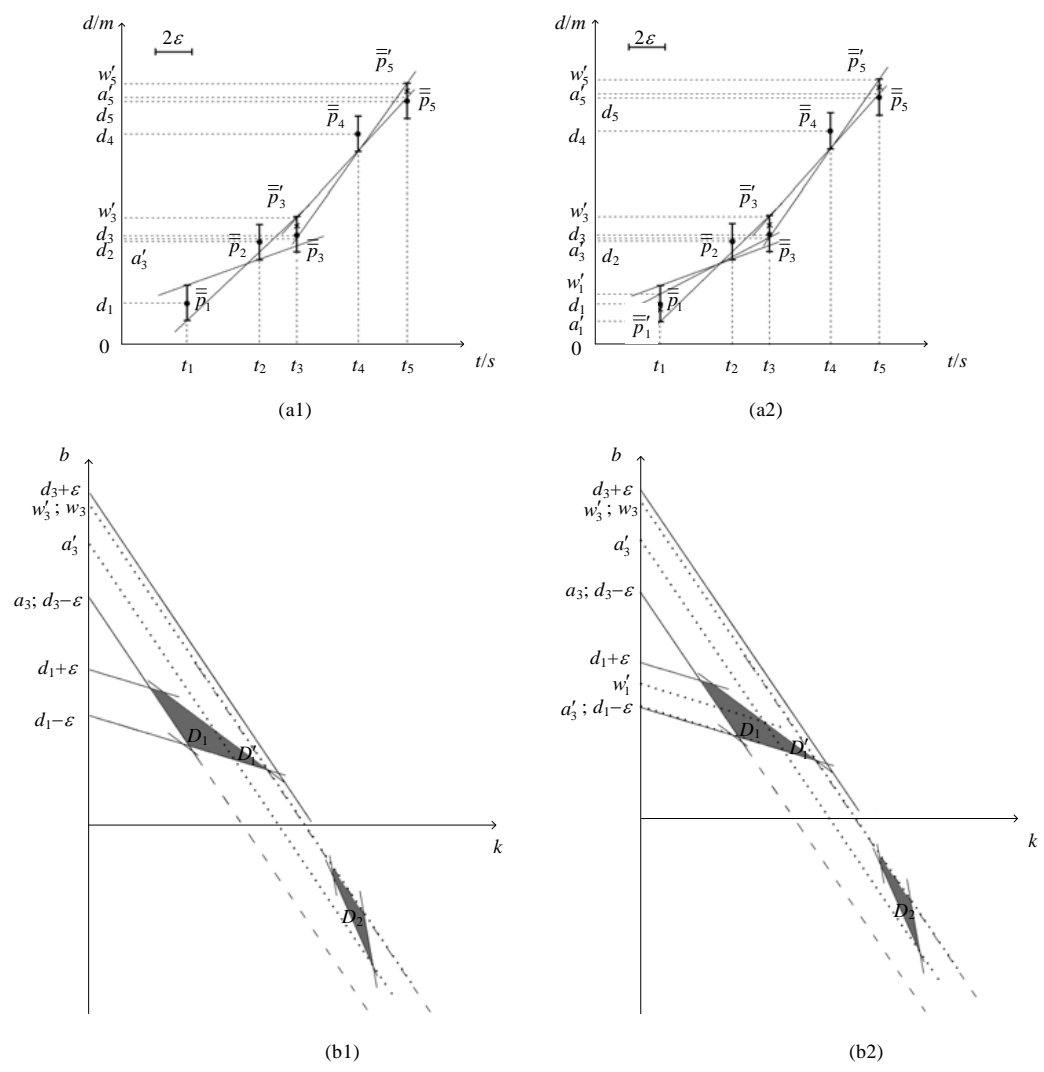 d/m
2ε
w′5
a′5
d5
d4
w′3
d3
d2
a′3
d1
0
p̿′5
p̿5
p̿4
p̿′3
p̿2
p̿3
p̿1
t1 t2 t3 t4 t5 t/s
(a1)
d/m
2ε
w′5
a′5
d5
d4
w′3
d3
a′3
d2
w′1
d1
a′1
0
p̿′5
p̿5
p̿4
p̿′3
p̿2
p̿3
p̿1
p̿′1
t1 t2 t3 t4 t5 t/s
(a2)
b
d3+ε
w′3; w3
a′3
a3; d3−ε
d1+ε
d1−ε
D1
D′1
D2
k
(b1)
b
d3+ε
w′3; w3
a′3
a3; d3−ε
d1+ε
w′1
a′3; d1−ε
D1
D′1
D2
k
(b2)